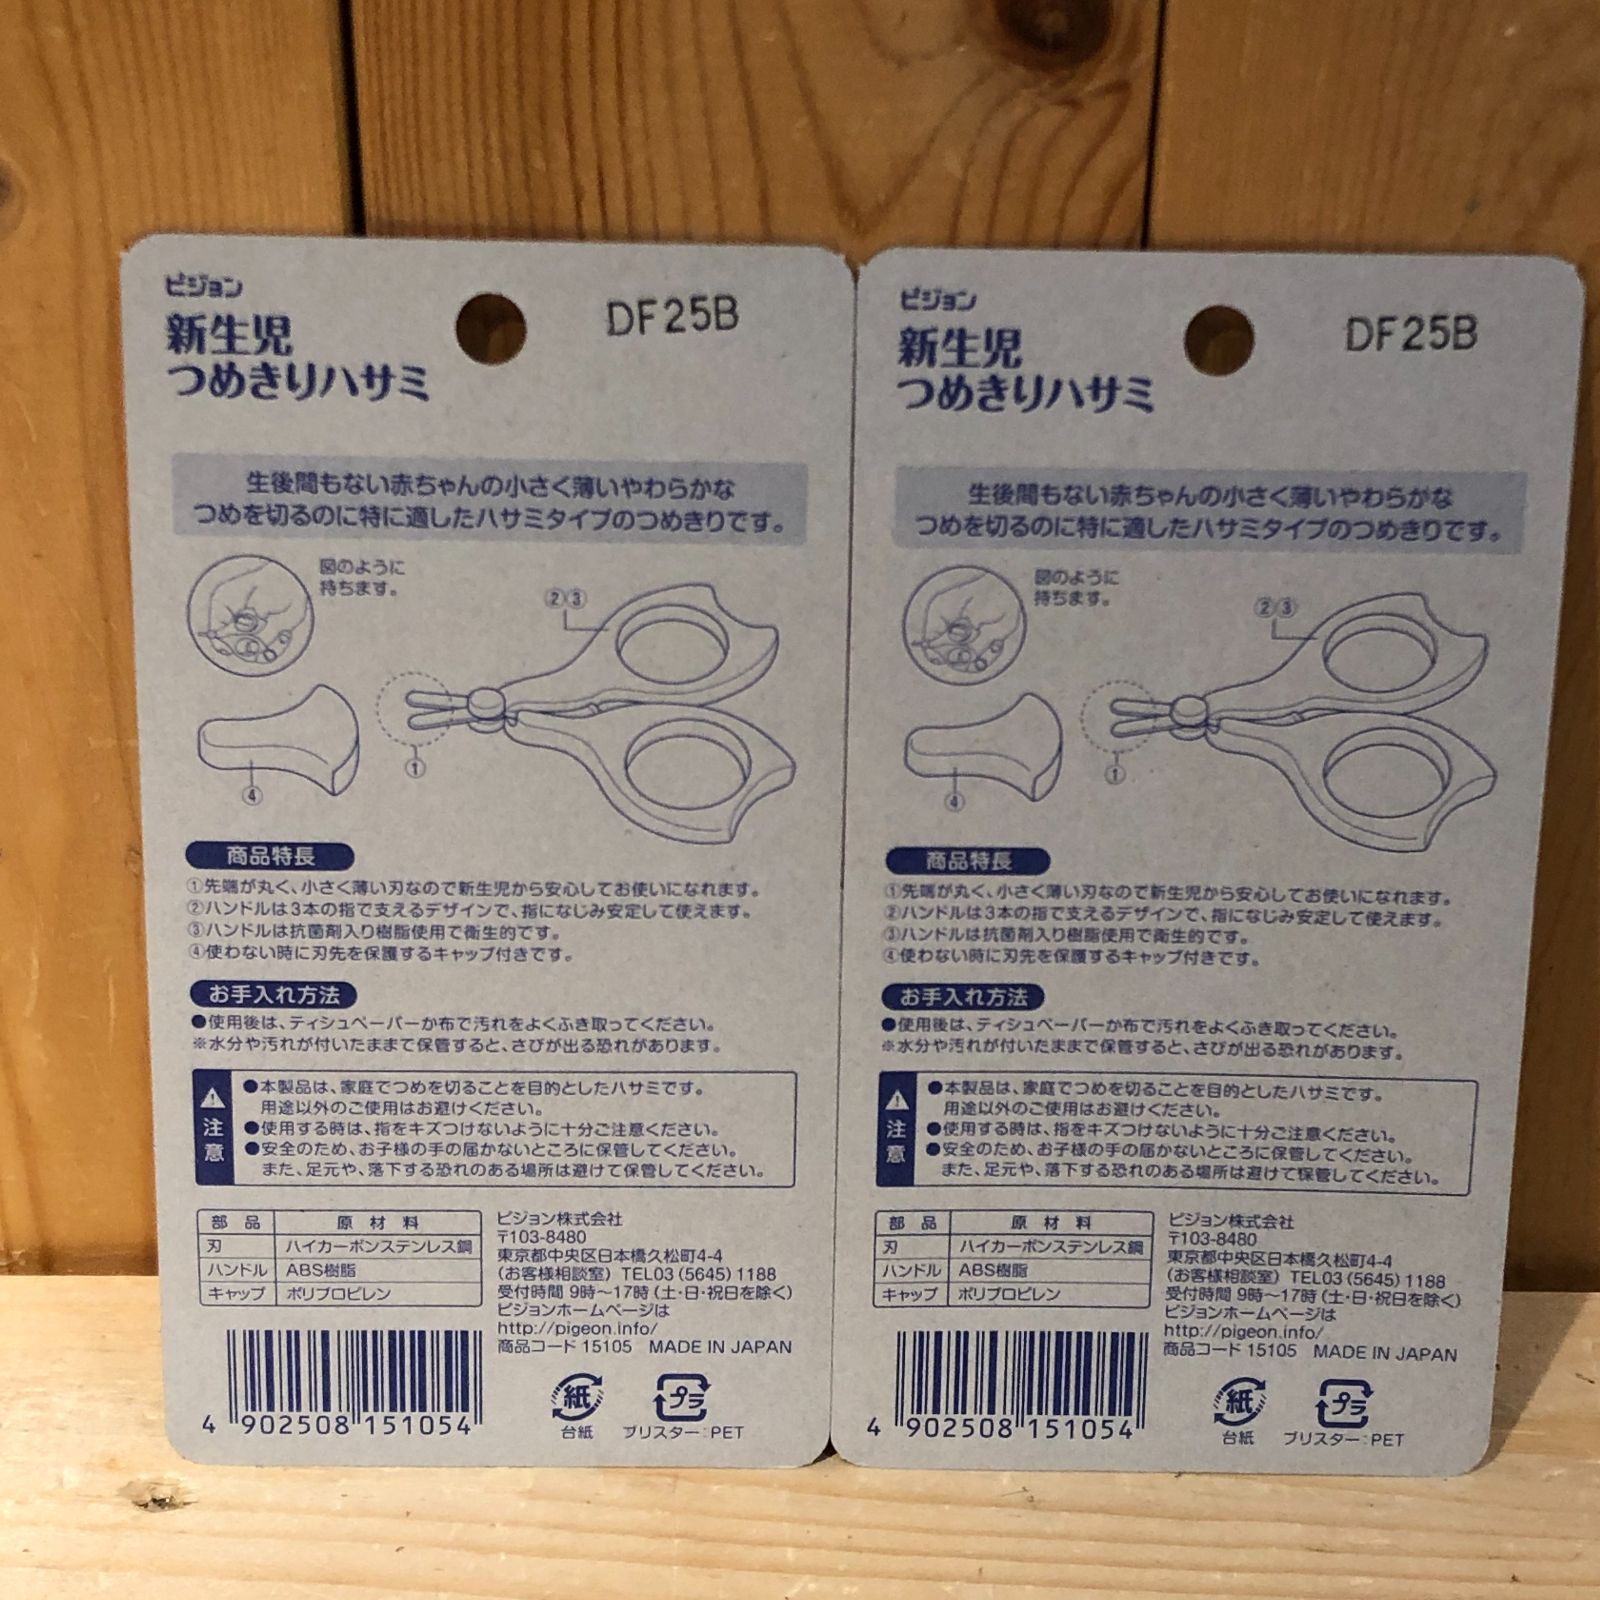 ピジョン
新生児
つめきりハサミ
DF25B
生後間もない赤ちゃんの小さく薄いやわらかな
つめを切るのに特に適したハサミタイプのつめきりです。
図のように
持ちます。
②③
①
④
商品特長
①先端が丸く、小さく薄い刃なので新生児から安心してお使いになれます。
②ハンドルは3本の指で支えるデザインで、指になじみ安定して使えます。
③ハンドルは抗菌剤入り樹脂使用で衛生的です。
④使わない時に刃先を保護するキャップ付きです。
お手入れ方法
●使用後は、ティシュペーパーか布で汚れをよくふき取ってください。
※水分や汚れが付いたままで保管すると、さびが出る恐れがあります。
注意
●本製品は、家庭でつめを切ることを目的としたハサミです。
用途以外のご使用はお避けください。
●使用する時は、指をキズつけないように十分ご注意ください。
●安全のため、お子様の手の届かないところに保管してください。
また、足元や、落下する恐れのある場所は避けて保管してください。
部品 原材料
刃 ハイカーボンステンレス鋼
ハンドル ABS樹脂
キャップ ポリプロピレン
ピジョン株式会社
〒103-8480
東京都中央区日本橋久松町4-4
(お客様相談室) TEL03(5645)1188
受付時間 9時〜17時(土・日・祝日を除く)
ピジョンホームページは
http://pigeon.info/
商品コード 15105 MADE IN JAPAN
4 902508 151054
紙
台紙
プラ
ブリスター:PET
ピジョン
新生児
つめきりハサミ
DF25B
生後間もない赤ちゃんの小さく薄いやわらかな
つめを切るのに特に適したハサミタイプのつめきりです。
図のように
持ちます。
②③
①
④
商品特長
①先端が丸く、小さく薄い刃なので新生児から安心してお使いになれます。
②ハンドルは3本の指で支えるデザインで、指になじみ安定して使えます。
③ハンドルは抗菌剤入り樹脂使用で衛生的です。
④使わない時に刃先を保護するキャップ付きです。
お手入れ方法
●使用後は、ティシュペーパーか布で汚れをよくふき取ってください。
※水分や汚れが付いたままで保管すると、さびが出る恐れがあります。
注意
●本製品は、家庭でつめを切ることを目的としたハサミです。
用途以外のご使用はお避けください。
●使用する時は、指をキズつけないように十分ご注意ください。
●安全のため、お子様の手の届かないところに保管してください。
また、足元や、落下する恐れのある場所は避けて保管してください。
部品 原材料
刃 ハイカーボンステンレス鋼
ハンドル ABS樹脂
キャップ ポリプロピレン
ピジョン株式会社
〒103-8480
東京都中央区日本橋久松町4-4
(お客様相談室) TEL03(5645)1188
受付時間 9時〜17時(土・日・祝日を除く)
ピジョンホームページは
http://pigeon.info/
商品コード 15105 MADE IN JAPAN
4 902508 151054
紙
台紙
プラ
ブリスター:PET